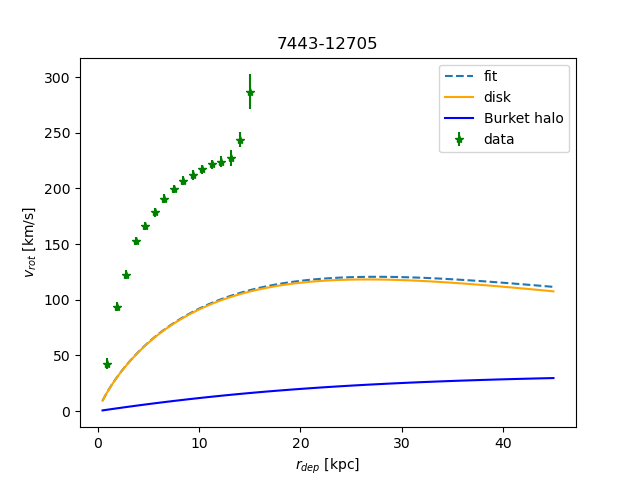 7443-12705
fit
disk
Burket halo
data
300
250
200
150
100
50
0
v_rot [km/s]
0 10 20 30 40
r_dep [kpc]